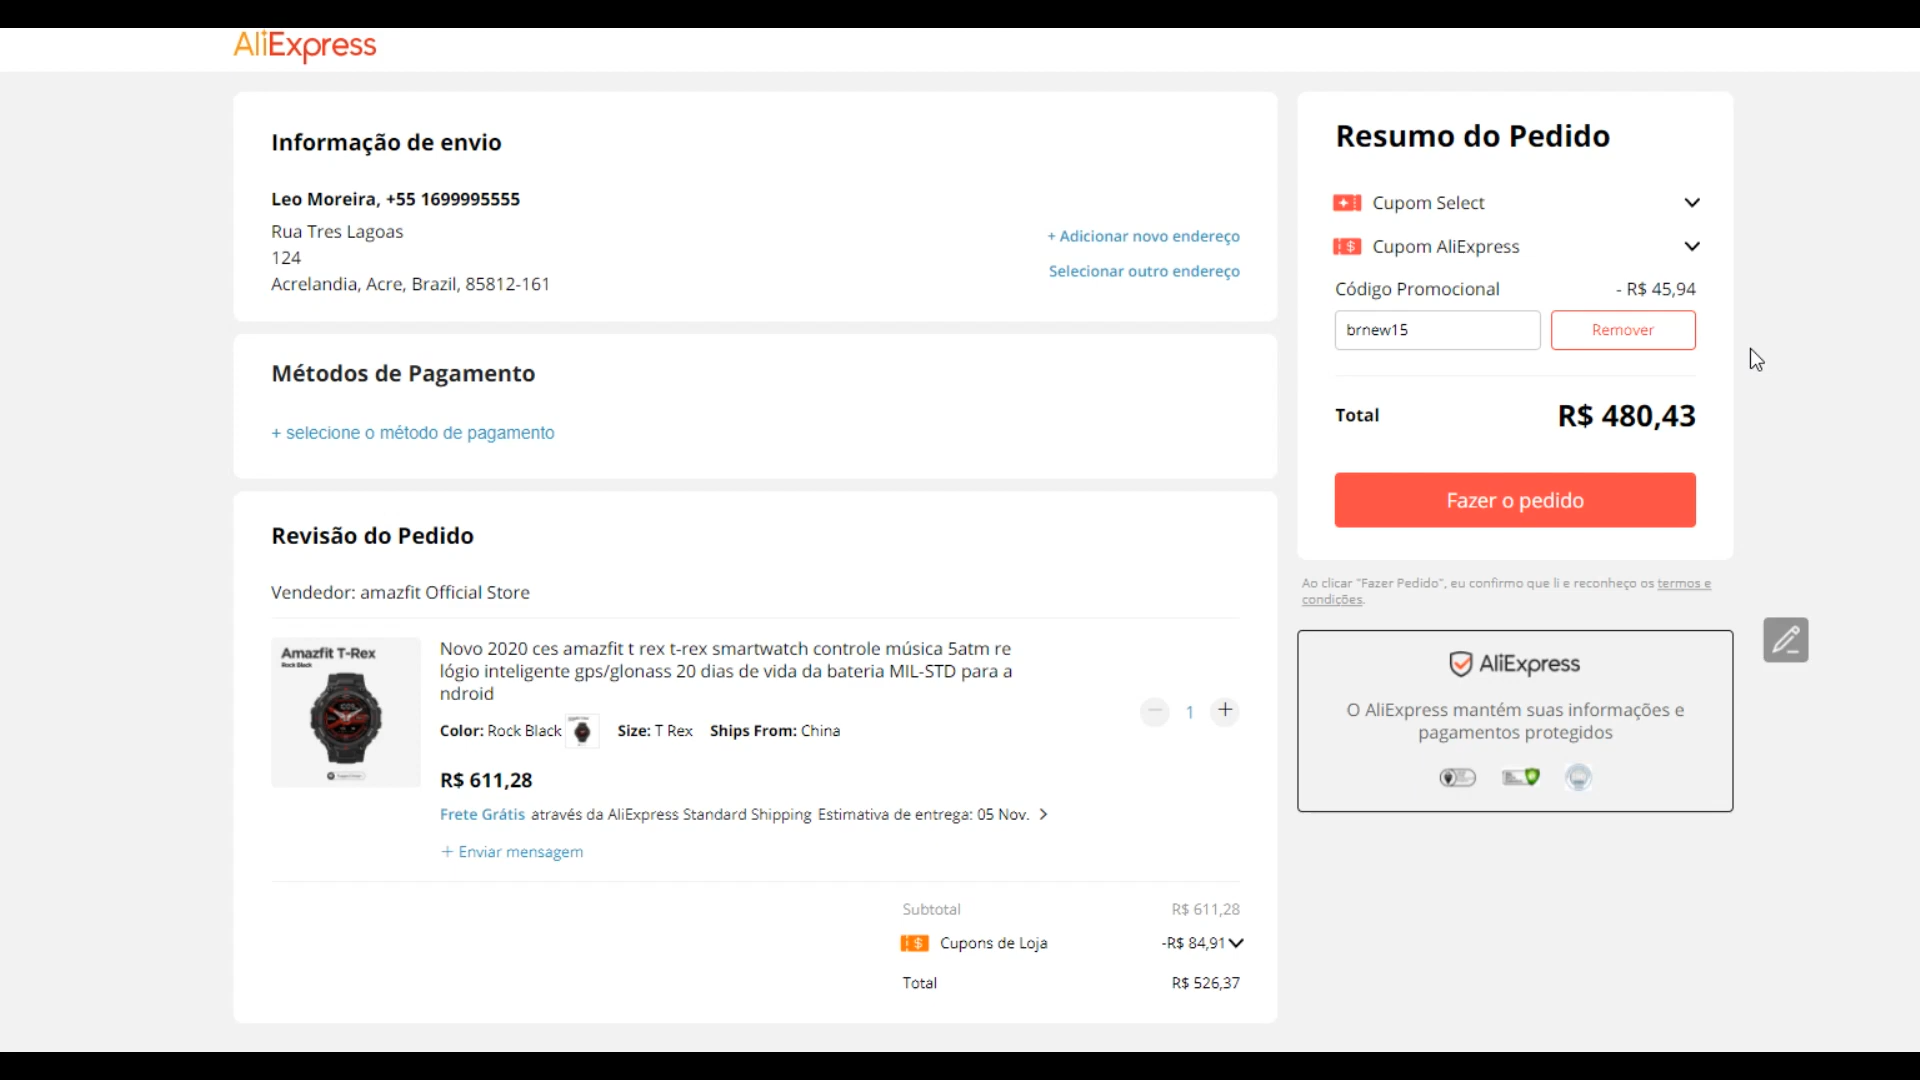 AliExpress
Informação de envio
Leo Moreira, +55 1699995555
Rua Tres Lagoas
124
Acrelandia, Acre, Brazil, 85812-161
+ Adicionar novo endereço
Selecionar outro endereço
Métodos de Pagamento
+ selecione o método de pagamento
Revisão do Pedido
Vendedor: amazfit Official Store
Amazfit T-Rex
Rock Black
Novo 2020 ces amazfit t rex t-rex smartwatch controle música 5atm re
lógio inteligente gps/glonass 20 dias de vida da bateria MIL-STD para a
ndroid
Color: Rock Black Size: T Rex Ships From: China
1
R$ 611,28
Frete Grátis através da AliExpress Standard Shipping Estimativa de entrega: 05 Nov.
+ Enviar mensagem
Subtotal R$ 611,28
Cupons de Loja -R$ 84,91
Total R$ 526,37
Resumo do Pedido
Cupom Select
Cupom AliExpress
Código Promocional - R$ 45,94
brnew15 Remover
Total R$ 480,43
Fazer o pedido
Ao clicar "Fazer Pedido", eu confirmo que li e reconheço os termos e
condições.
AliExpress
O AliExpress mantém suas informações e
pagamentos protegidos